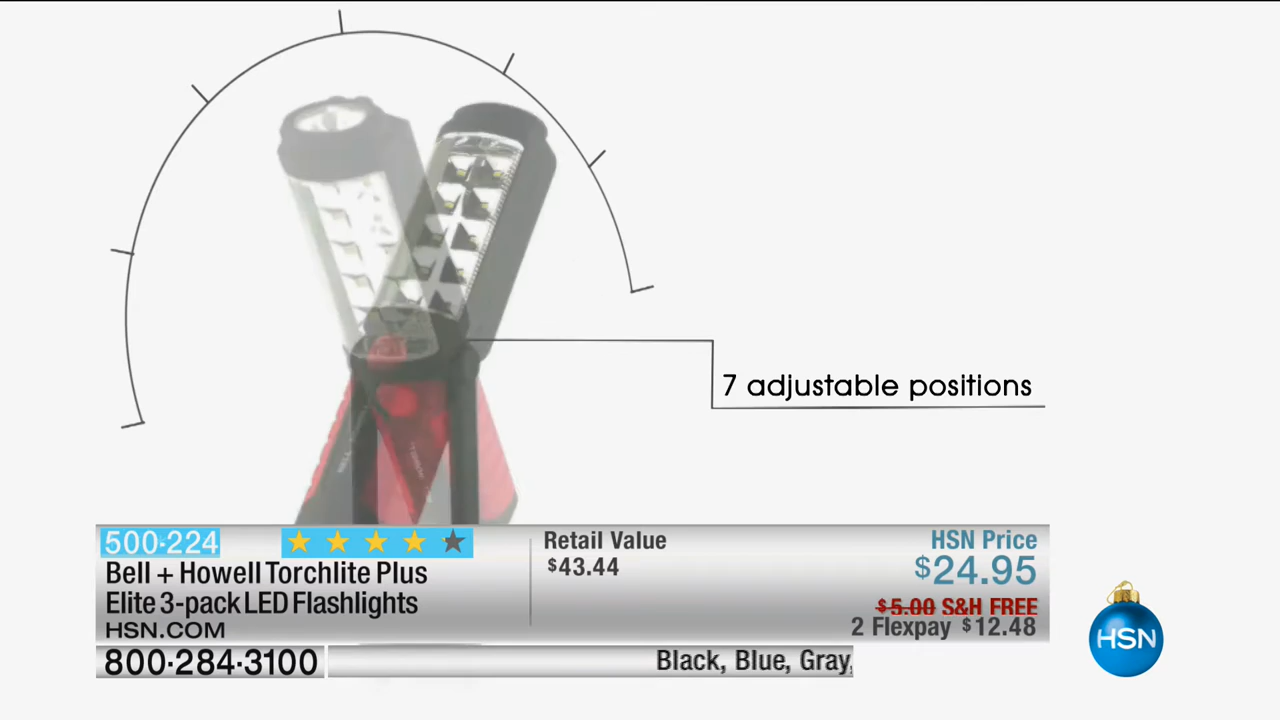 7 adjustable positions
500-224
Bell + Howell Torchlite Plus
Elite 3-pack LED Flashlights
HSN.COM
Retail Value
$43.44
HSN Price
$24.95
$5.00 S&H FREE
2 Flexpay $12.48
800-284-3100
Black, Blue, Gray,
HSN